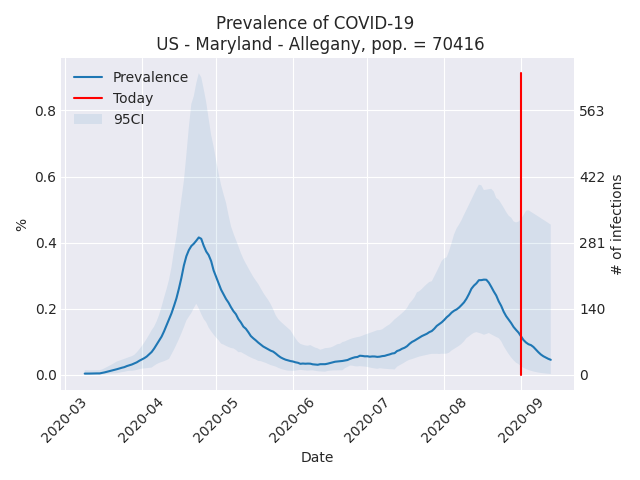 Prevalence of COVID-19
US - Maryland - Allegany, pop. = 70416
Prevalence
Today
95CI
0.8
0.6
0.4
0.2
0.0
%
563
422
281
140
0
# of infections
2020-03
2020-04
2020-05
2020-06
2020-07
2020-08
2020-09
Date